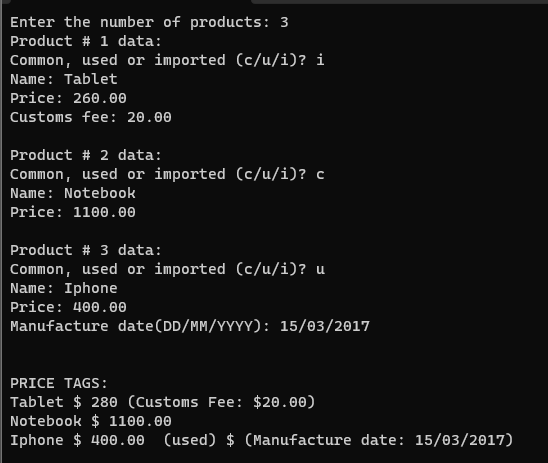 Enter the number of products: 3
Product # 1 data:
Common, used or imported (c/u/i)? i
Name: Tablet
Price: 260.00
Customs fee: 20.00
Product # 2 data:
Common, used or imported (c/u/i)? c
Name: Notebook
Price: 1100.00
Product # 3 data:
Common, used or imported (c/u/i)? u
Name: Iphone
Price: 400.00
Manufacture date(DD/MM/YYYY): 15/03/2017
PRICE TAGS:
Tablet $ 280 (Customs Fee: $20.00)
Notebook $ 1100.00
Iphone $ 400.00  (used) $ (Manufacture date: 15/03/2017)